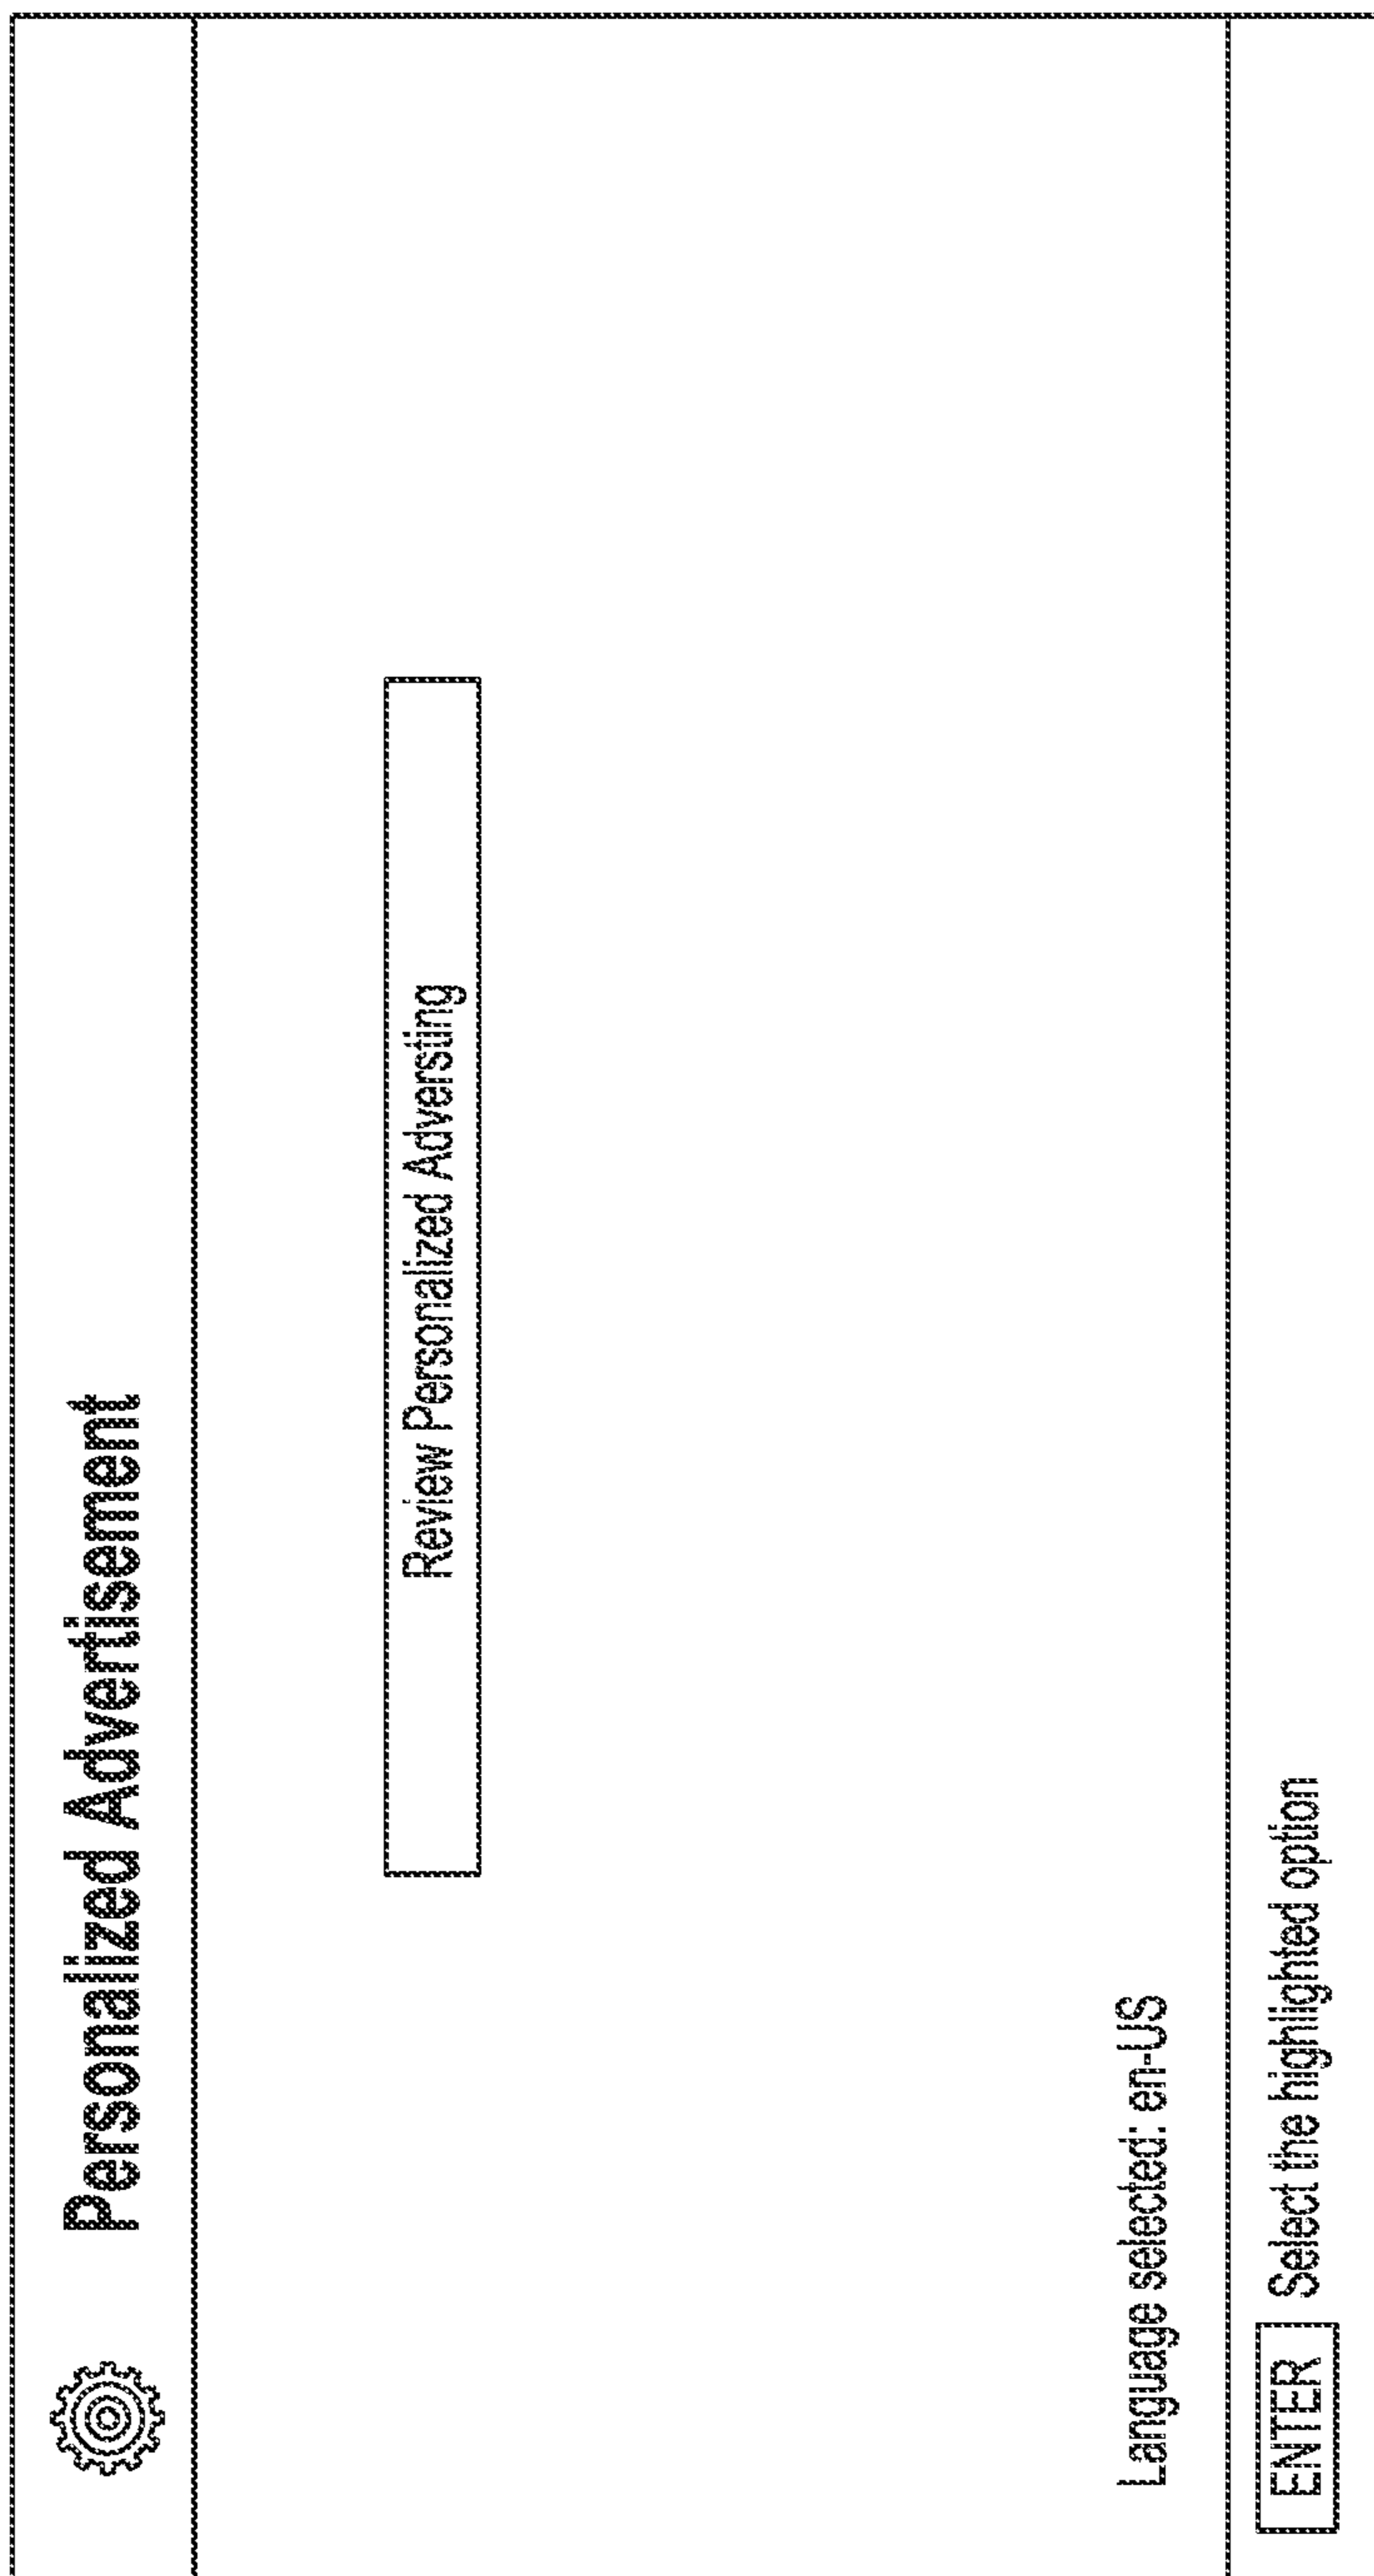 Personalized Advertisement
Review Personalized Adversting
Language selected: en-US
ENTER Select the highlighted option